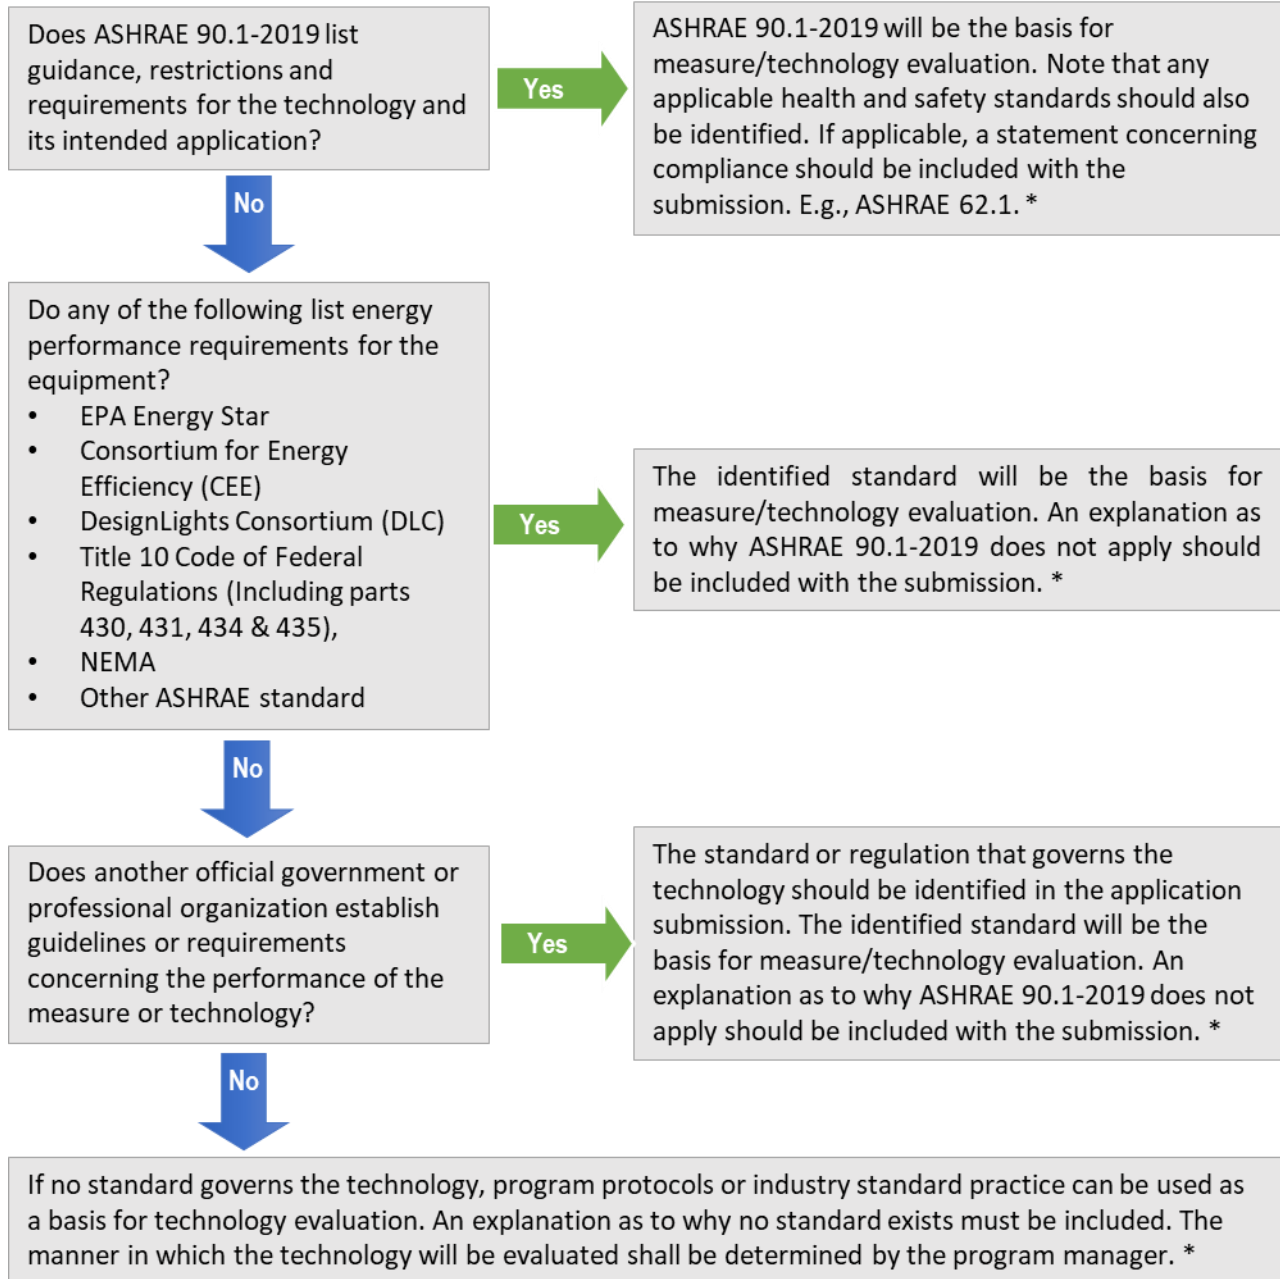 Does ASHRAE 90.1-2019 list
guidance, restrictions and
requirements for the technology and
its intended application?
Yes
ASHRAE 90.1-2019 will be the basis for
measure/technology evaluation. Note that any
applicable health and safety standards should also
be identified. If applicable, a statement concerning
compliance should be included with the
submission. E.g., ASHRAE 62.1. *
No
Do any of the following list energy
performance requirements for the
equipment?
• EPA Energy Star
• Consortium for Energy
Efficiency (CEE)
• DesignLights Consortium (DLC)
• Title 10 Code of Federal
Regulations (Including parts
430, 431, 434 & 435),
• NEMA
• Other ASHRAE standard
Yes
The identified standard will be the basis for
measure/technology evaluation. An explanation as
to why ASHRAE 90.1-2019 does not apply should
be included with the submission. *
No
Does another official government or
professional organization establish
guidelines or requirements
concerning the performance of the
measure or technology?
Yes
The standard or regulation that governs the
technology should be identified in the application
submission. The identified standard will be the
basis for measure/technology evaluation. An
explanation as to why ASHRAE 90.1-2019 does not
apply should be included with the submission. *
No
If no standard governs the technology, program protocols or industry standard practice can be used as
a basis for technology evaluation. An explanation as to why no standard exists must be included. The
manner in which the technology will be evaluated shall be determined by the program manager. *